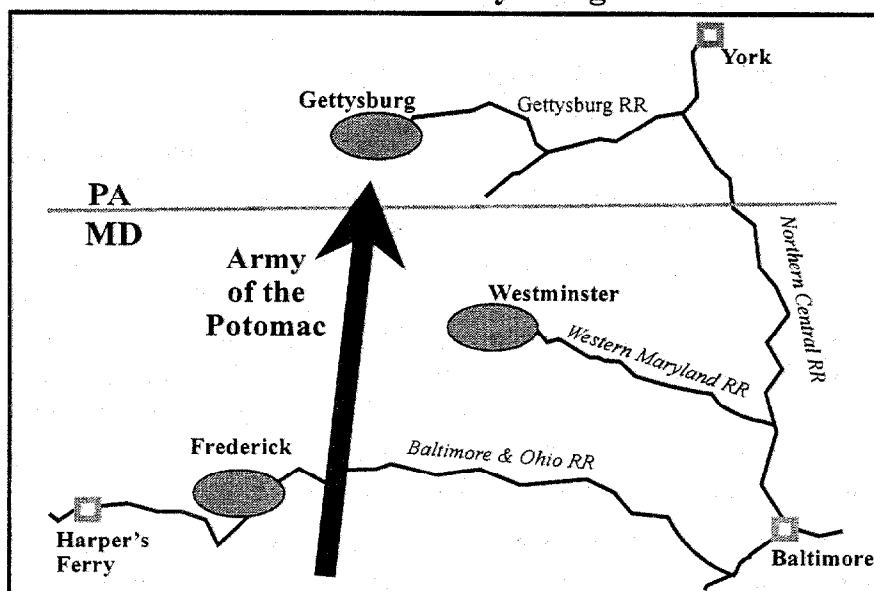 York
Gettysburg
Gettysburg RR
PA
MD
Army
of the
Potomac
Westminster
Northern Central RR
Western Maryland RR
Frederick
Baltimore & Ohio RR
Harper's
Ferry
Baltimore